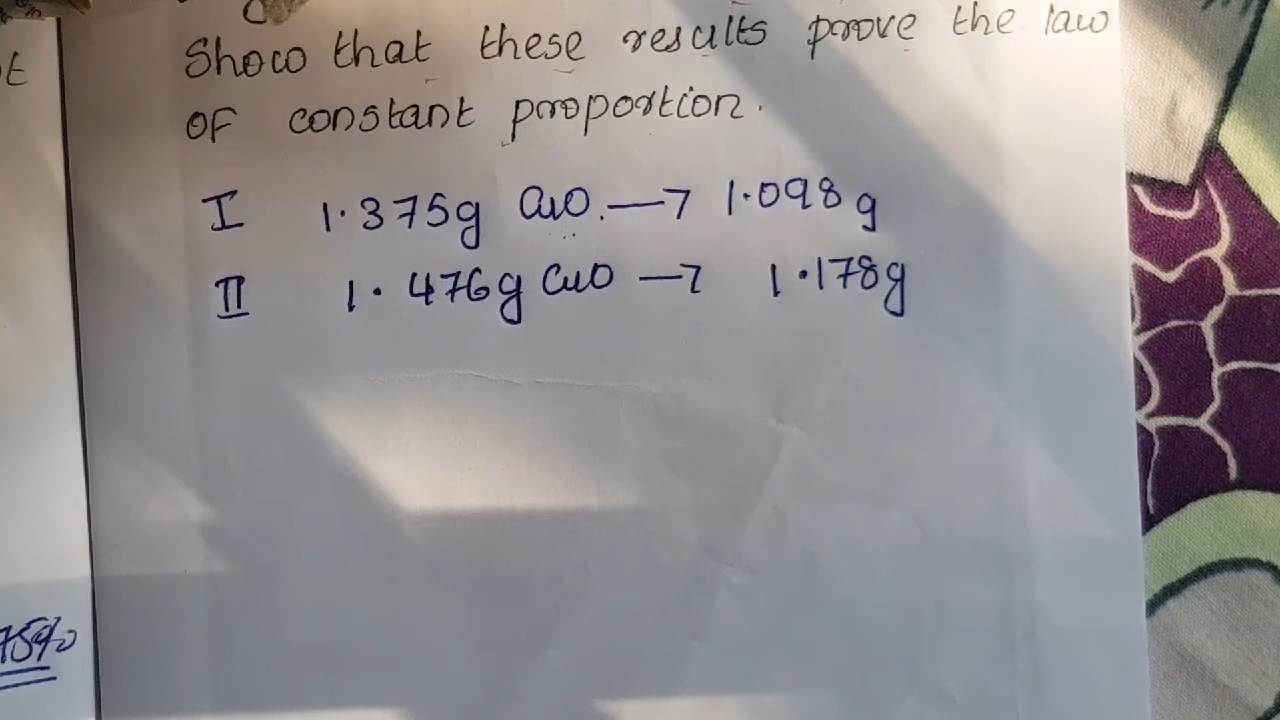 t
Show that these results prove the law
of constant proportion.
I 1.375g CuO. → 1.098g
II 1.476g CuO → 1.178g
75%